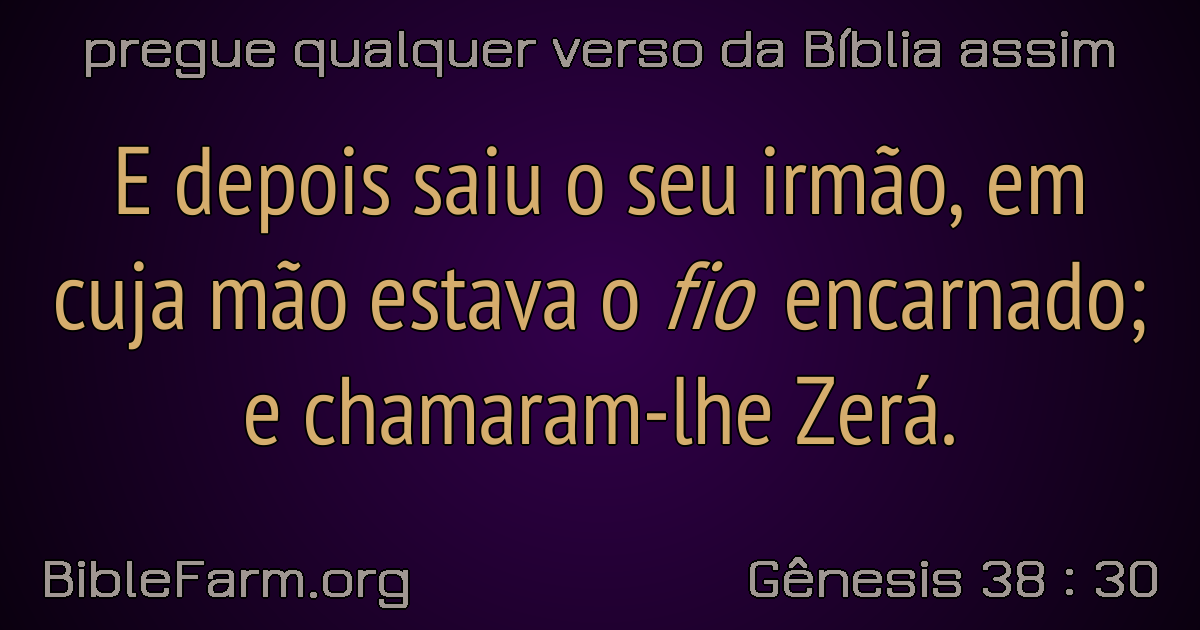 pregue qualquer verso da Bíblia assim
E depois saiu o seu irmão, em
cuja mão estava o fio encarnado;
e chamaram-lhe Zerá.
BibleFarm.org
Gênesis 38 : 30